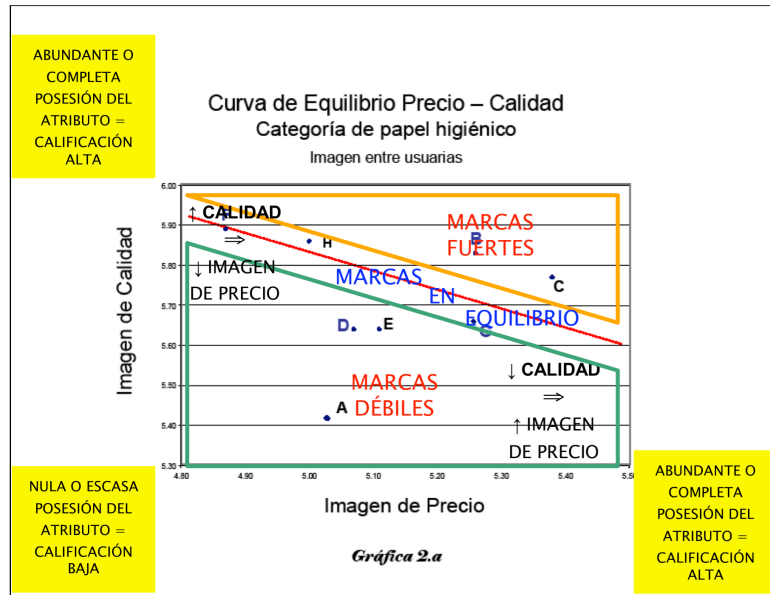 ABUNDANTE O
COMPLETA
POSESIÓN DEL
ATRIBUTO =
CALIFICACIÓN
ALTA
Curva de Equilibrio Precio – Calidad
Categoría de papel higiénico
Imagen entre usuarias
Imagen de Calidad
6.00
5.90
5.80
5.70
5.60
5.50
5.40
5.30
↑ CALIDAD
⇒
↓ IMAGEN
DE PRECIO
H
MARCAS
FUERTES
B
C
MARCAS
EN
EQUILIBRIO
D
E
G
MARCAS
DÉBILES
A
↓ CALIDAD
⇒
↑ IMAGEN
DE PRECIO
4.80 4.90 5.00 5.10 5.20 5.30 5.40 5.50
Imagen de Precio
NULA O ESCASA
POSESIÓN DEL
ATRIBUTO =
CALIFICACIÓN
BAJA
ABUNDANTE O
COMPLETA
POSESIÓN DEL
ATRIBUTO =
CALIFICACIÓN
ALTA
Gráfica 2.a